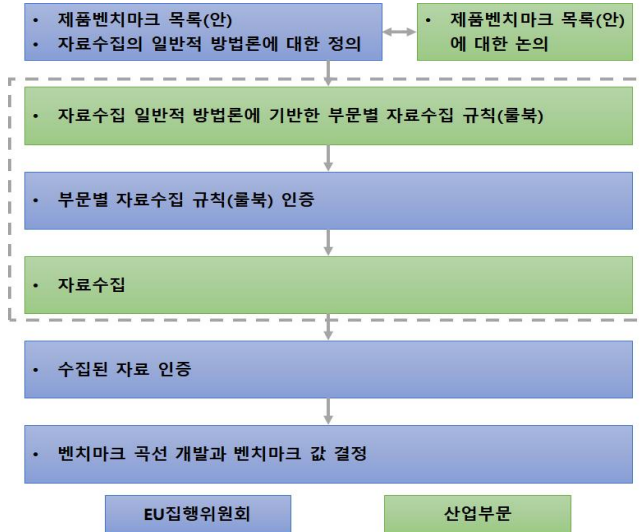 • 제품벤치마크 목록(안)
• 자료수집의 일반적 방법론에 대한 정의
• 제품벤치마크 목록(안)
에 대한 논의
• 자료수집 일반적 방법론에 기반한 부문별 자료수집 규칙(룰북)
• 부문별 자료수집 규칙(룰북) 인증
• 자료수집
• 수집된 자료 인증
• 벤치마크 곡선 개발과 벤치마크 값 결정
EU집행위원회
산업부문